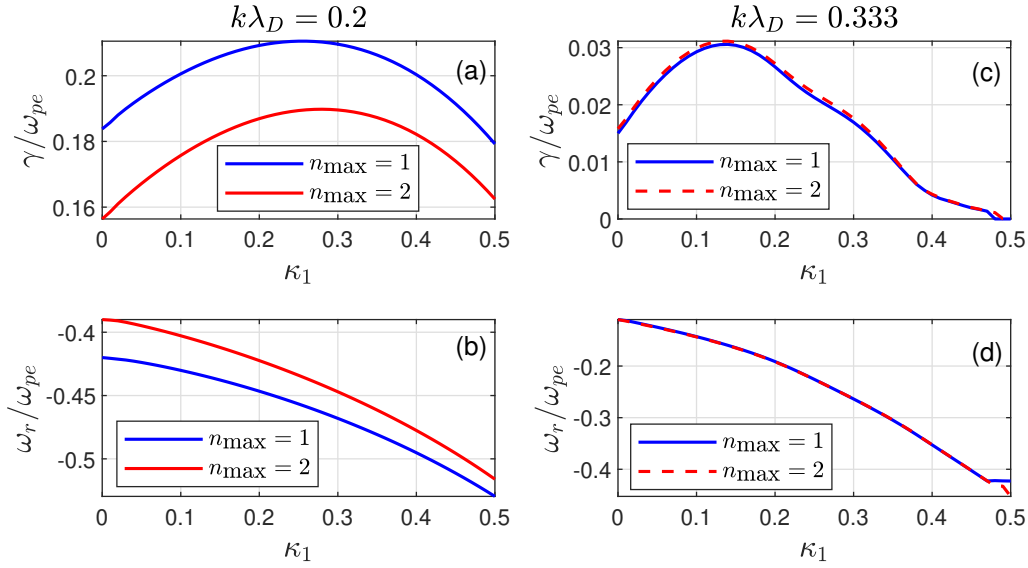 kλ_D = 0.2
(a)
γ/ω_pe
0.2
0.18
0.16
n_max = 1
n_max = 2
0 0.1 0.2 0.3 0.4 0.5
κ_1
kλ_D = 0.333
(c)
γ/ω_pe
0.03
0.02
0.01
0
n_max = 1
n_max = 2
0 0.1 0.2 0.3 0.4 0.5
κ_1
(b)
ω_r/ω_pe
-0.4
-0.45
-0.5
n_max = 1
n_max = 2
0 0.1 0.2 0.3 0.4 0.5
κ_1
(d)
ω_r/ω_pe
-0.2
-0.3
-0.4
n_max = 1
n_max = 2
0 0.1 0.2 0.3 0.4 0.5
κ_1